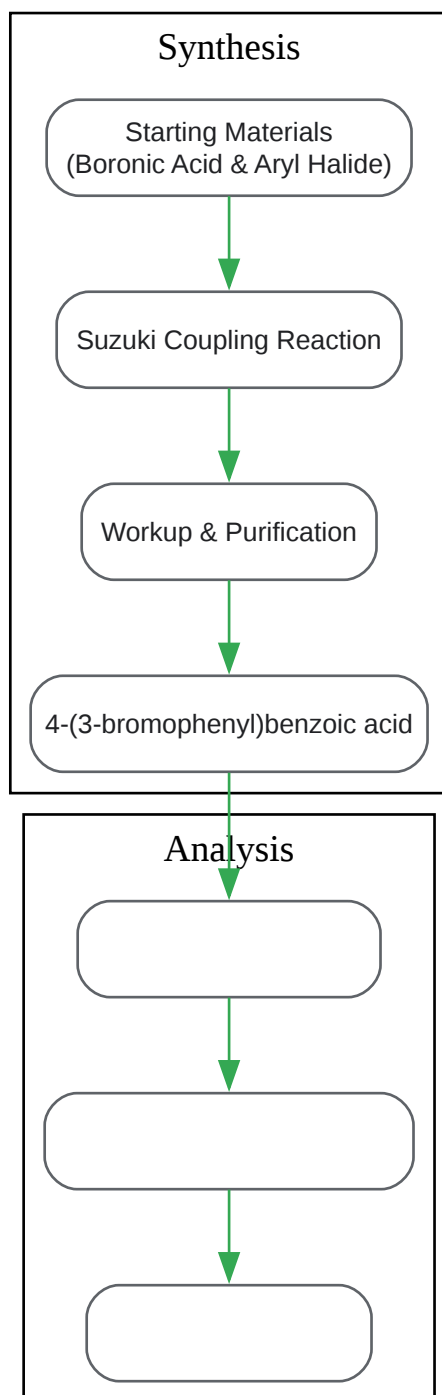 Synthesis
Starting Materials
(Boronic Acid & Aryl Halide)
Suzuki Coupling Reaction
Workup & Purification
4-(3-bromophenyl)benzoic acid
Analysis